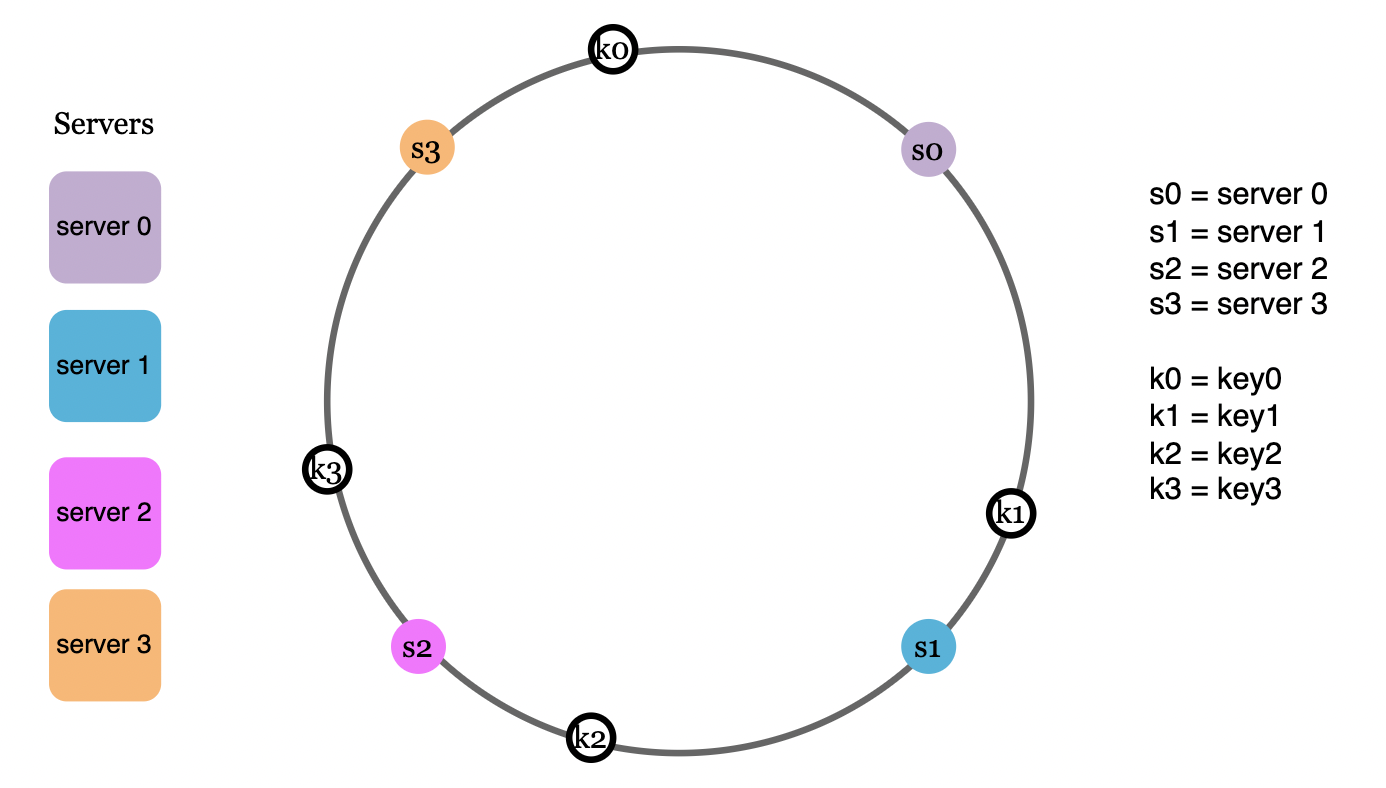 Servers
server 0
server 1
server 2
server 3
k0
s3
s0
k3
k1
s2
s1
k2
s0 = server 0
s1 = server 1
s2 = server 2
s3 = server 3
k0 = key0
k1 = key1
k2 = key2
k3 = key3